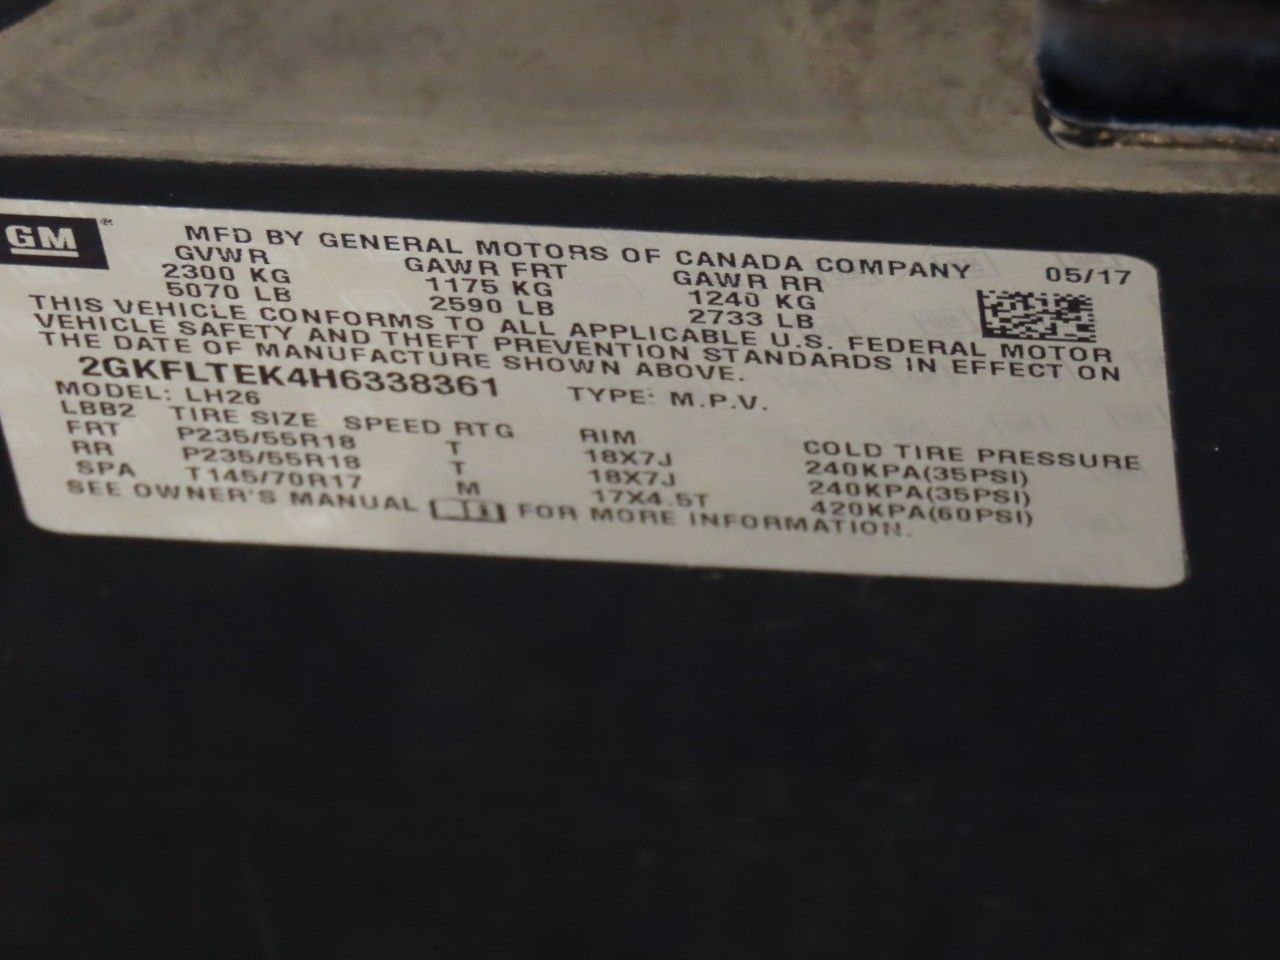 GM®
MFD BY GENERAL MOTORS OF CANADA COMPANY 05/17
GVWR GAWR FRT GAWR RR
2300 KG 1175 KG 1240 KG
5070 LB 2590 LB 2733 LB
THIS VEHICLE CONFORMS TO ALL APPLICABLE U.S. FEDERAL MOTOR
VEHICLE SAFETY AND THEFT PREVENTION STANDARDS IN EFFECT ON
THE DATE OF MANUFACTURE SHOWN ABOVE.
2GKFLTEK4H6338361 TYPE: M.P.V.
MODEL: LH26
LBB2 TIRE SIZE SPEED RTG RIM COLD TIRE PRESSURE
FRT P235/55R18 T 18X7J 240KPA(35PSI)
RR P235/55R18 T 18X7J 240KPA(35PSI)
SPA T145/70R17 M 17X4.5T 420KPA(60PSI)
SEE OWNER'S MANUAL FOR MORE INFORMATION.